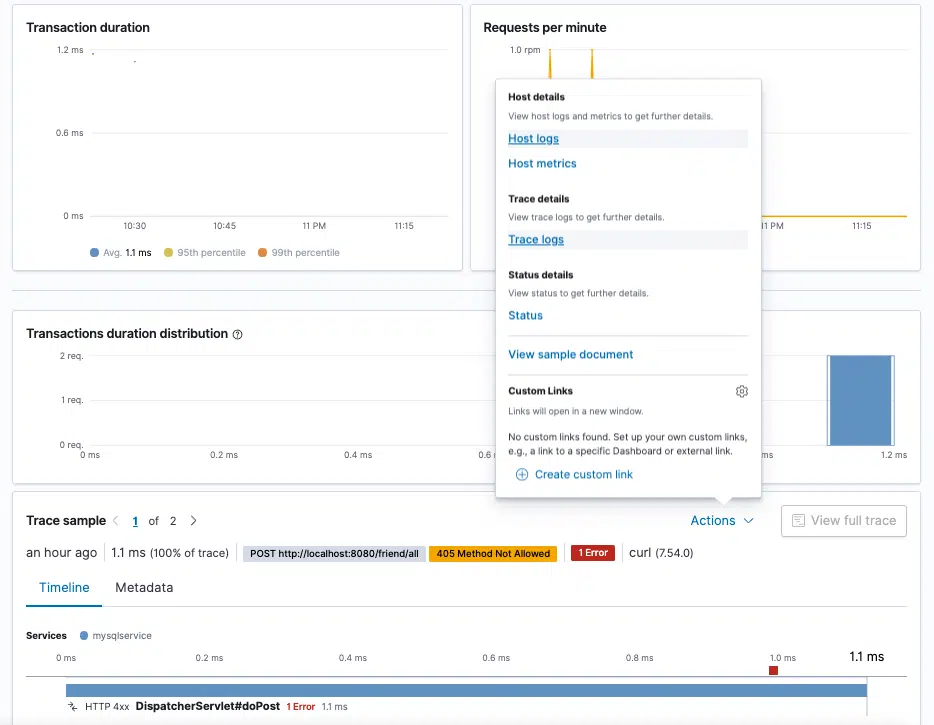 Transaction duration
1.2 ms
0.6 ms
0 ms
10:30 10:45 11 PM 11:15
Avg. 1.1 ms 95th percentile 99th percentile
Requests per minute
1.0 rpm
11 PM 11:15
Host details
View host logs and metrics to get further details.
Host logs
Host metrics
Trace details
View trace logs to get further details.
Trace logs
Status details
View status to get further details.
Status
View sample document
Custom Links
Links will open in a new window.
No custom links found. Set up your own custom links,
e.g., a link to a specific Dashboard or external link.
Create custom link
Transactions duration distribution
2 req.
1 req.
0 req.
0 ms 0.2 ms 0.4 ms 0.6 ms 1.2 ms
Trace sample 1 of 2 Actions View full trace
an hour ago 1.1 ms (100% of trace) POST http://localhost:8080/friend/all 405 Method Not Allowed 1 Error curl (7.54.0)
Timeline Metadata
Services mysqlservice
0 ms 0.2 ms 0.4 ms 0.6 ms 0.8 ms 1.0 ms 1.1 ms
HTTP 4xx DispatcherServlet#doPost 1 Error 1.1 ms